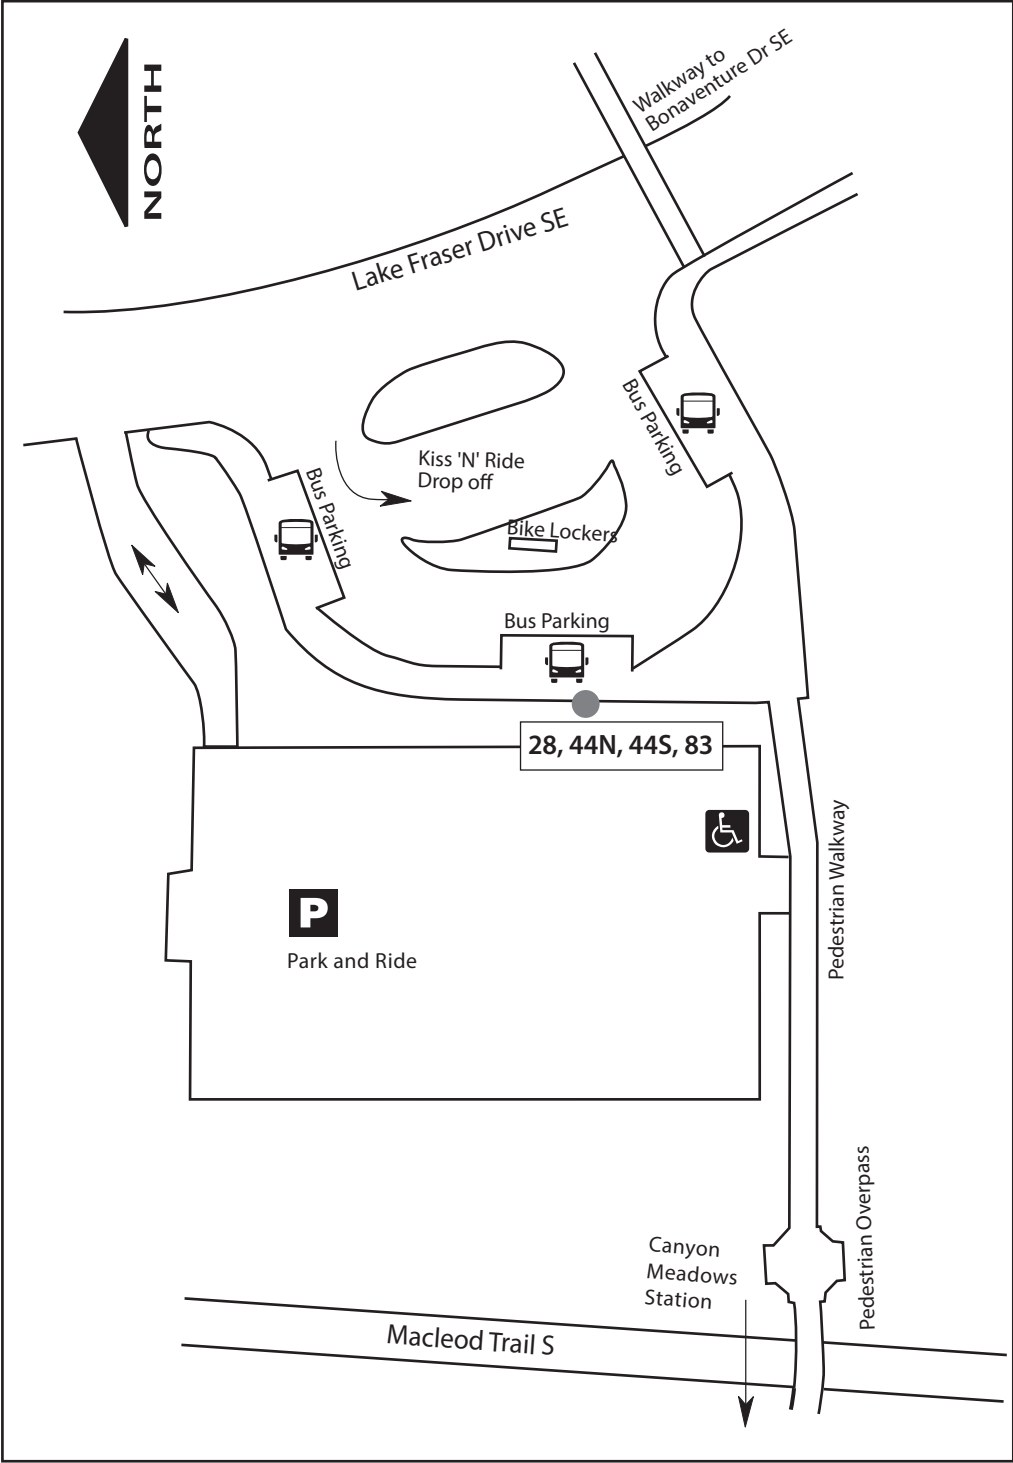 NORTH
Walkway to
Bonaventure Dr SE
Lake Fraser Drive SE
Bus Parking
Kiss 'N' Ride
Drop off
Bus Parking
Bike Lockers
Bus Parking
28, 44N, 44S, 83
P
Park and Ride
Pedestrian Walkway
Pedestrian Overpass
Canyon
Meadows
Station
Macleod Trail S